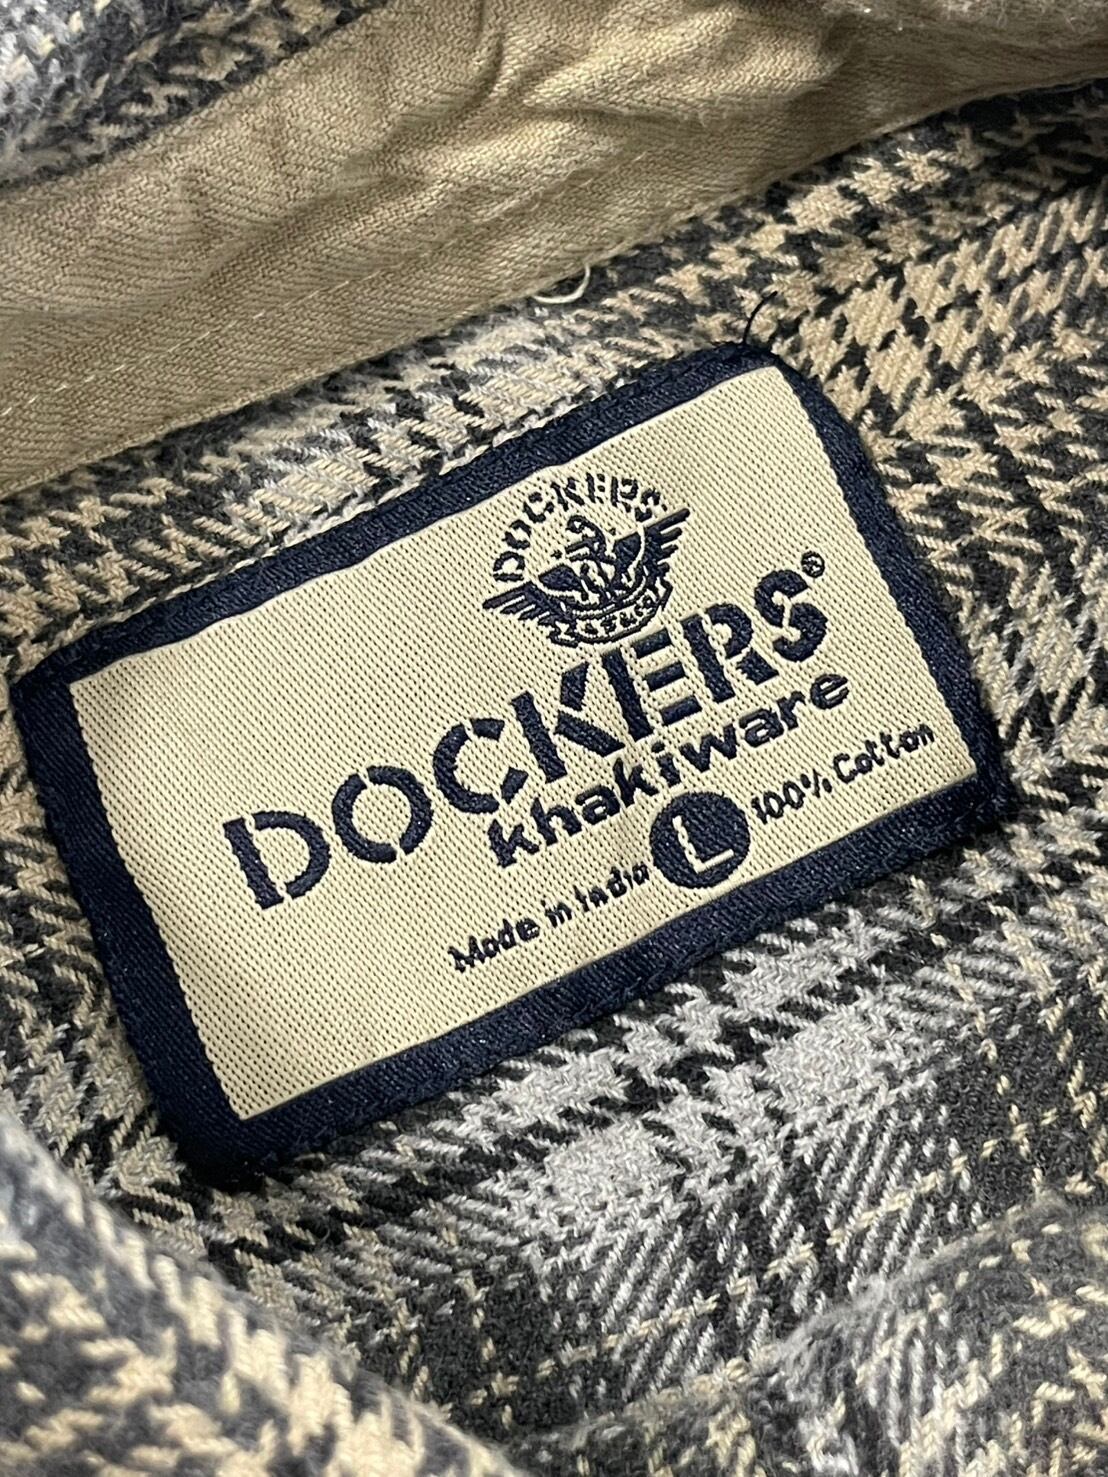 DOCKERS
DOCKERS®
khakiware
Made in India L 100% Cotton